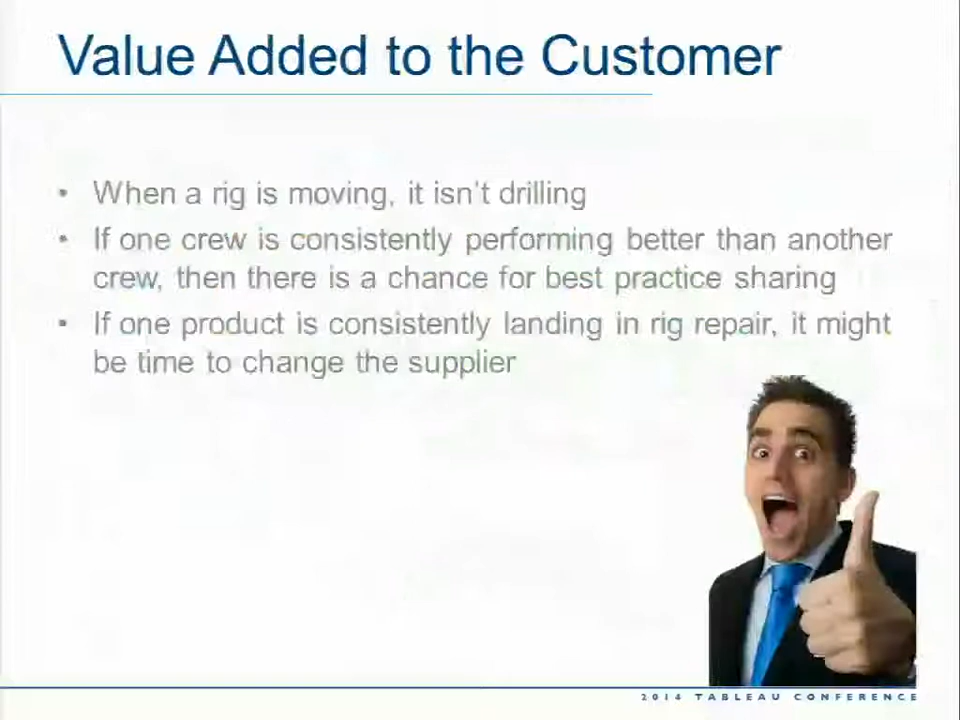 Value Added to the Customer
• When a rig is moving, it isn't drilling
• If one crew is consistently performing better than another
crew, then there is a chance for best practice sharing
• If one product is consistently landing in rig repair, it might
be time to change the supplier
2014 TABLEAU CONFERENCE